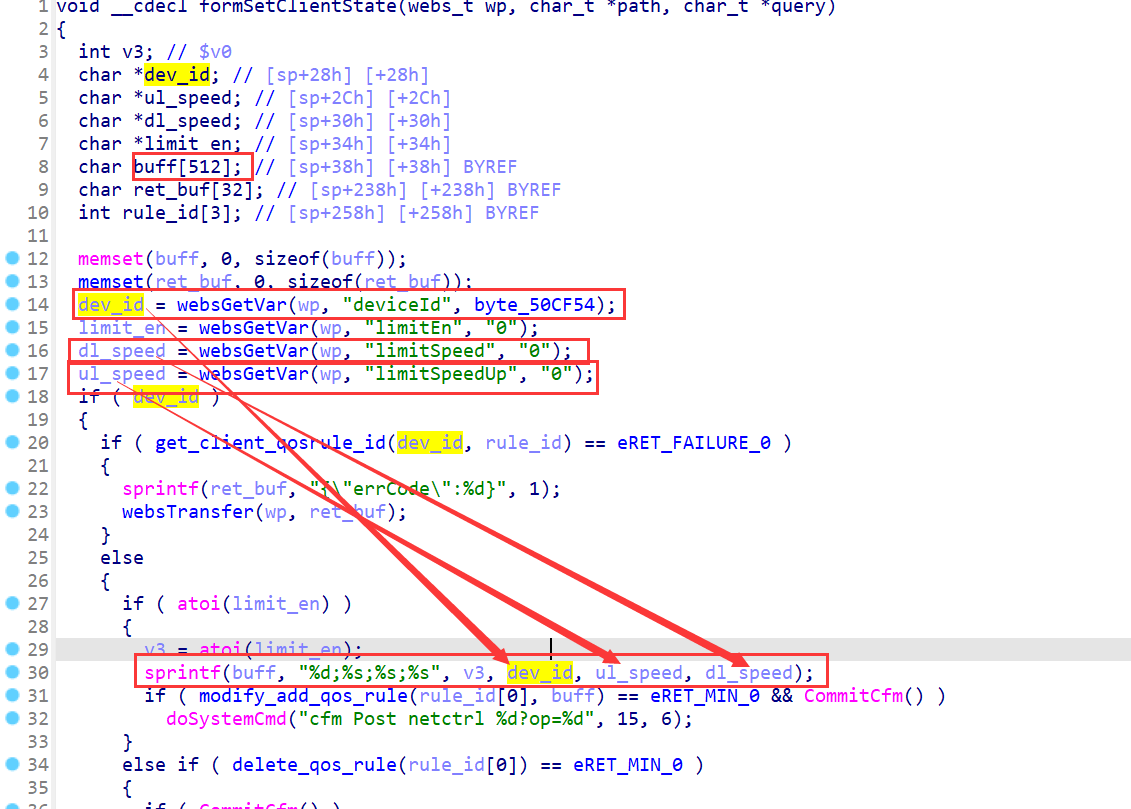 1 void __cdecl formSetClientState(webs_t wp, char_t *path, char_t *query)
2 {
3 int v3; // $v0
4 char *dev_id; // [sp+28h] [+28h]
5 char *ul_speed; // [sp+2Ch] [+2Ch]
6 char *dl_speed; // [sp+30h] [+30h]
7 char *limit_en; // [sp+34h] [+34h]
8 char buff[512]; // [sp+38h] [+38h] BYREF
9 char ret_buf[32]; // [sp+238h] [+238h] BYREF
10 int rule_id[3]; // [sp+258h] [+258h] BYREF
11
12 memset(buff, 0, sizeof(buff));
13 memset(ret_buf, 0, sizeof(ret_buf));
14 dev_id = websGetVar(wp, "deviceId", byte_50CF54);
15 limit_en = websGetVar(wp, "limitEn", "0");
16 dl_speed = websGetVar(wp, "limitSpeed", "0");
17 ul_speed = websGetVar(wp, "limitSpeedUp", "0");
18 if ( dev_id )
19 {
20 if ( get_client_qosrule_id(dev_id, rule_id) == eRET_FAILURE_0 )
21 {
22 sprintf(ret_buf, "{\"errCode\":%d}", 1);
23 websTransfer(wp, ret_buf);
24 }
25 else
26 {
27 if ( atoi(limit_en) )
28 {
29 v3 = atoi(limit_en);
30 sprintf(buff, "%d;%s;%s;%s", v3, dev_id, ul_speed, dl_speed);
31 if ( modify_add_qos_rule(rule_id[0], buff) == eRET_MIN_0 && CommitCfm() )
32 doSystemCmd("cfm Post netctrl %d?op=%d", 15, 6);
33 }
34 else if ( delete_qos_rule(rule_id[0]) == eRET_MIN_0 )
35 {
36 if ( CommitCfm() )